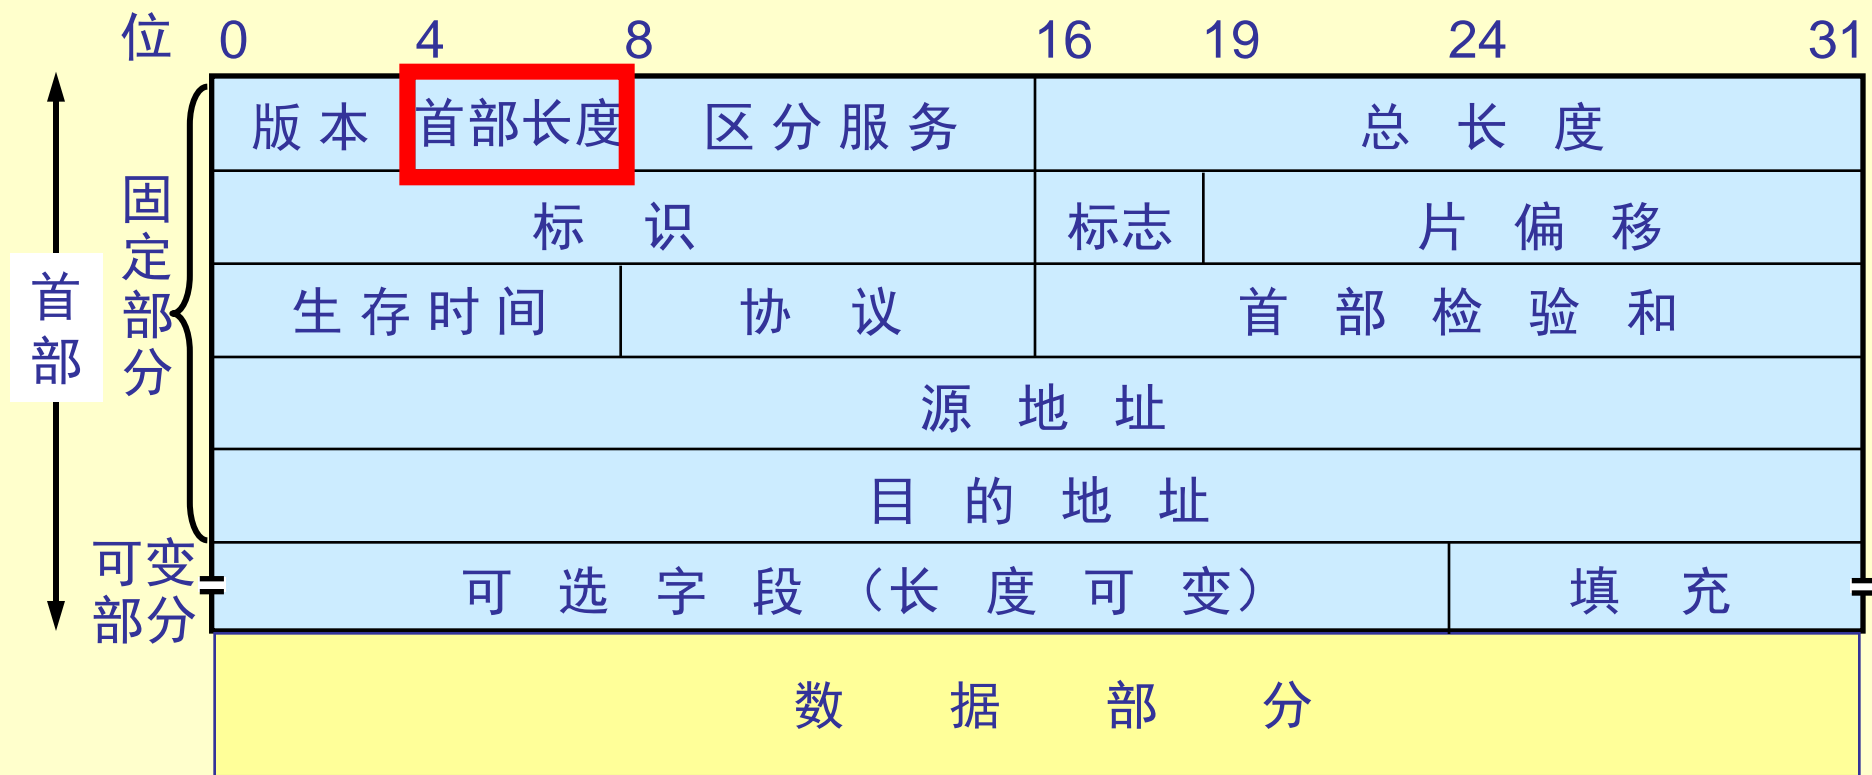 位 0 4 8 16 19 24 31
版本 首部长度 区分服务 总长度
标识 标志 片偏移
生存时间 协议 首部检验和
源地址
目的地址
可选字段（长度可变） 填充
数据部分
首部
固定部分
可变
部分